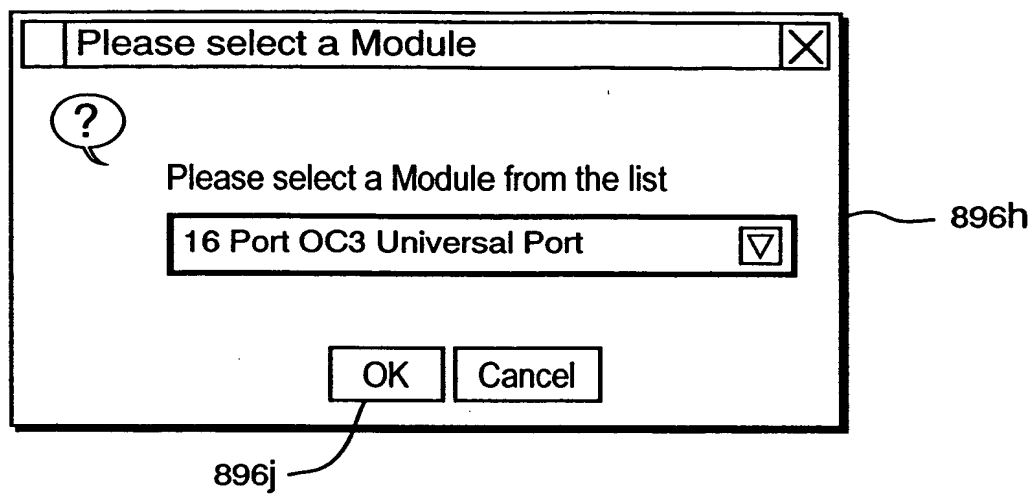 Please select a Module
?
Please select a Module from the list
16 Port OC3 Universal Port
896h
OK Cancel
896j